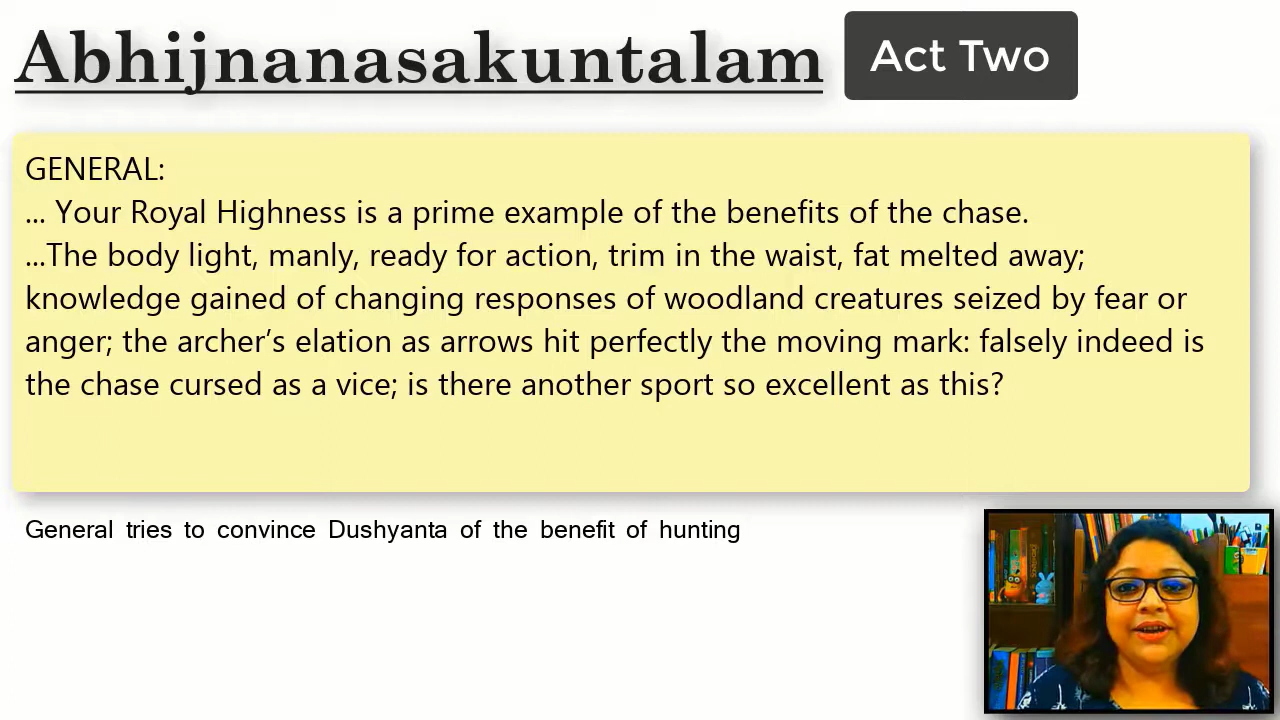 Abhijnanasakuntalam
Act Two
GENERAL:
... Your Royal Highness is a prime example of the benefits of the chase.
...The body light, manly, ready for action, trim in the waist, fat melted away;
knowledge gained of changing responses of woodland creatures seized by fear or
anger; the archer’s elation as arrows hit perfectly the moving mark: falsely indeed is
the chase cursed as a vice; is there another sport so excellent as this?
General tries to convince Dushyanta of the benefit of hunting